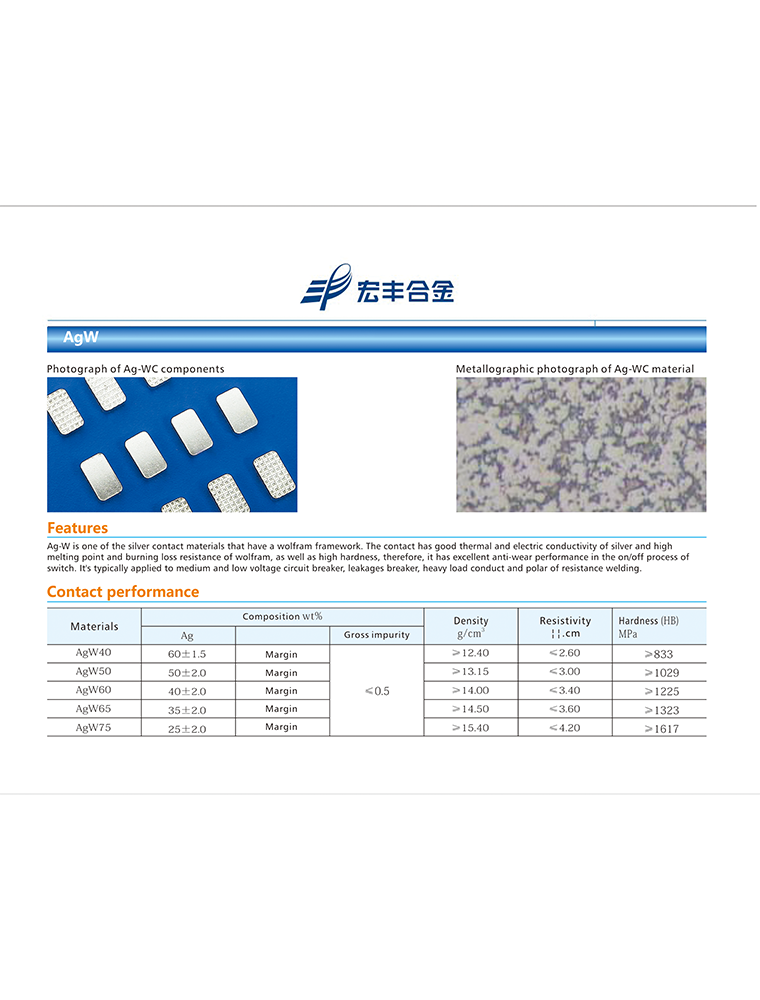 宏丰合金
AgW
Photograph of Ag-WC components
Metallographic photograph of Ag-WC material
Features
Ag-W is one of the silver contact materials that have a wolfram framework. The contact has good thermal and electric conductivity of silver and high
melting point and burning loss resistance of wolfram, as well as high hardness, therefore, it has excellent anti-wear performance in the on/off process of
switch. It's typically applied to medium and low voltage circuit breaker, leakages breaker, heavy load conduct and polar of resistance welding.
Contact performance
Materials Composition wt% Density g/cm³ Resistivity ¦¦.cm Hardness (HB) MPa
Ag Gross impurity
AgW40 60±1.5 Margin ≤0.5 ⩾12.40 ⩽2.60 ⩾833
AgW50 50±2.0 Margin ⩾13.15 ⩽3.00 ⩾1029
AgW60 40±2.0 Margin ⩾14.00 ⩽3.40 ⩾1225
AgW65 35±2.0 Margin ⩾14.50 ⩽3.60 ⩾1323
AgW75 25±2.0 Margin ⩾15.40 ⩽4.20 ⩾1617